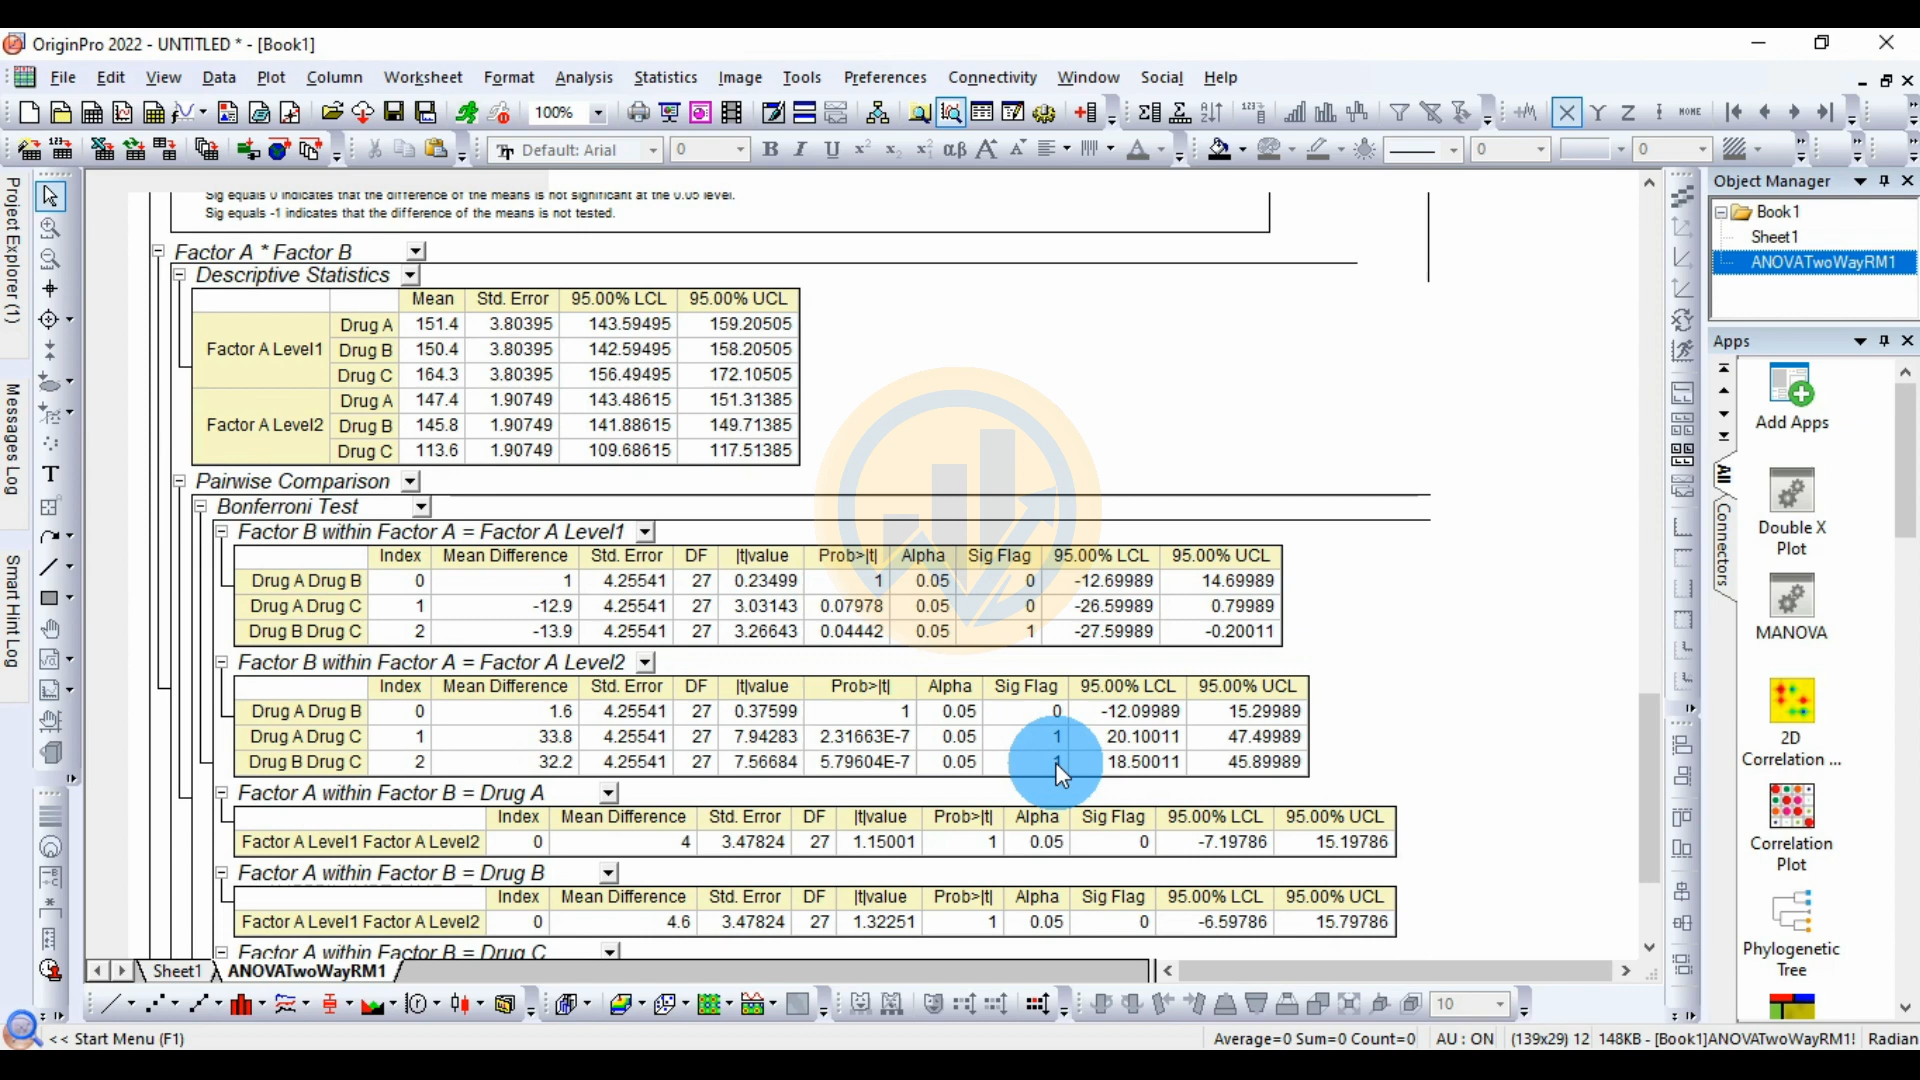 OriginPro 2022 - UNTITLED * - [Book1]
File Edit View Data Plot Column Worksheet Format Analysis Statistics Image Tools Preferences Connectivity Window Social Help
100%
Default: Arial 0 B I U αβ 0 0
Project Explorer (1)
Messages Log
Smart Hint Log
Sig equals 0 indicates that the difference of the means is not significant at the 0.05 level.
Sig equals -1 indicates that the difference of the means is not tested.
Factor A * Factor B
Descriptive Statistics
Mean Std. Error 95.00% LCL 95.00% UCL
Factor A Level1 Drug A 151.4 3.80395 143.59495 159.20505
Drug B 150.4 3.80395 142.59495 158.20505
Drug C 164.3 3.80395 156.49495 172.10505
Factor A Level2 Drug A 147.4 1.90749 143.48615 151.31385
Drug B 145.8 1.90749 141.88615 149.71385
Drug C 113.6 1.90749 109.68615 117.51385
Pairwise Comparison
Bonferroni Test
Factor B within Factor A = Factor A Level1
Index Mean Difference Std. Error DF |t|value Prob>|t| Alpha Sig Flag 95.00% LCL 95.00% UCL
Drug A Drug B 0 1 4.25541 27 0.23499 1 0.05 0 -12.69989 14.69989
Drug A Drug C 1 -12.9 4.25541 27 3.03143 0.07978 0.05 0 -26.59989 0.79989
Drug B Drug C 2 -13.9 4.25541 27 3.26643 0.04442 0.05 1 -27.59989 -0.20011
Factor B within Factor A = Factor A Level2
Index Mean Difference Std. Error DF |t|value Prob>|t| Alpha Sig Flag 95.00% LCL 95.00% UCL
Drug A Drug B 0 1.6 4.25541 27 0.37599 1 0.05 0 -12.09989 15.29989
Drug A Drug C 1 33.8 4.25541 27 7.94283 2.31663E-7 0.05 1 20.10011 47.49989
Drug B Drug C 2 32.2 4.25541 27 7.56684 5.79604E-7 0.05 1 18.50011 45.89989
Factor A within Factor B = Drug A
Index Mean Difference Std. Error DF |t|value Prob>|t| Alpha Sig Flag 95.00% LCL 95.00% UCL
Factor A Level1 Factor A Level2 0 4 3.47824 27 1.15001 1 0.05 0 -7.19786 15.19786
Factor A within Factor B = Drug B
Index Mean Difference Std. Error DF |t|value Prob>|t| Alpha Sig Flag 95.00% LCL 95.00% UCL
Factor A Level1 Factor A Level2 0 4.6 3.47824 27 1.32251 1 0.05 0 -6.59786 15.79786
Factor A within Factor B = Drug C
Sheet1 ANOVATwoWayRM1
Object Manager
Book1
Sheet1
ANOVATwoWayRM1
Apps
All
Connectors
Add Apps
Double X
Plot
MANOVA
2D
Correlation ...
Correlation
Plot
Phylogenetic
Tree
10
<< Start Menu (F1) Average=0 Sum=0 Count=0 AU : ON (139x29) 12 148KB - [Book1]ANOVATwoWayRM1! Radian